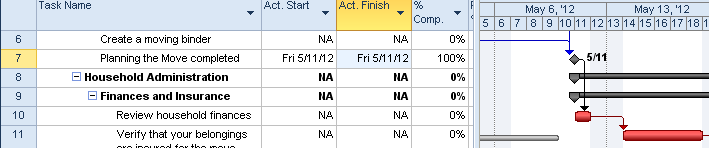 Task Name Act. Start Act. Finish % Comp. May 6, '12 May 13, '12
5 6 7 8 9 10 11 12 13 14 15 16 17 18
6 Create a moving binder NA NA 0%
7 Planning the Move completed Fri 5/11/12 Fri 5/11/12 100% 5/11
8 Household Administration NA NA 0%
9 Finances and Insurance NA NA 0%
10 Review household finances NA NA 0%
11 Verify that your belongings NA NA 0%
are insured for the move